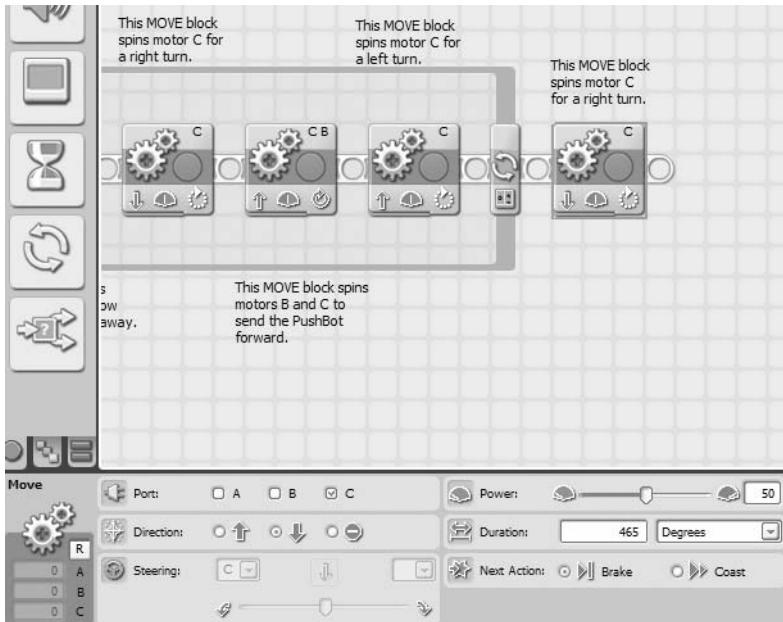 This MOVE block
spins motor C for
a right turn.
This MOVE block
spins motor C for
a left turn.
This MOVE block
spins motor C
for a right turn.
C
C B
C
C
s
ow
away.
This MOVE block spins
motors B and C to
send the PushBot
forward.
?
Move
R
0 A
0 B
0 C
Port: A B C
Direction:
Steering: C
Power: 50
Duration: 465 Degrees
Next Action: Brake Coast